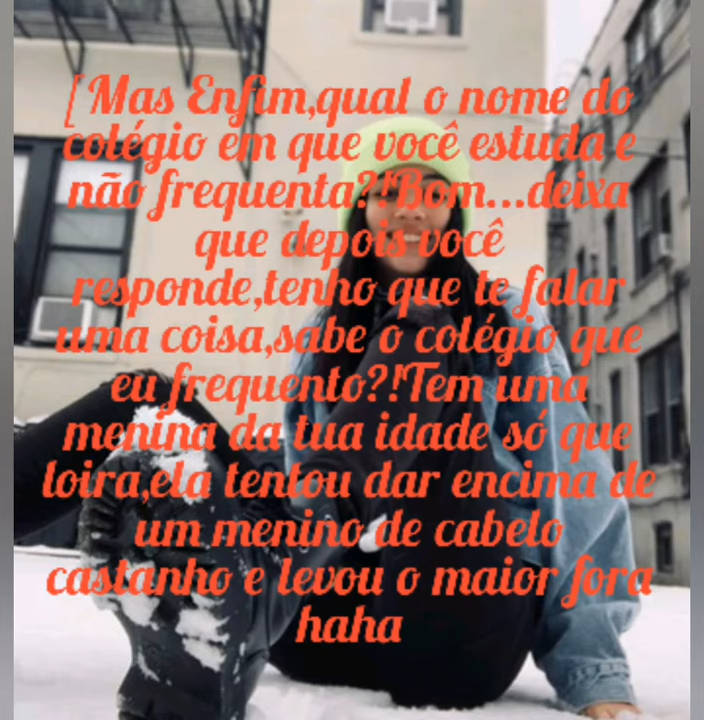 [Mas Enfim,qual o nome do
colégio em que você estuda e
não frequenta?!Bom...deixa
que depois você
responde,tenho que te falar
uma coisa,sabe o colégio que
eu frequento?!Tem uma
menina da tua idade só que
loira,ela tentou dar encima de
um menino de cabelo
castanho e levou o maior fora
haha